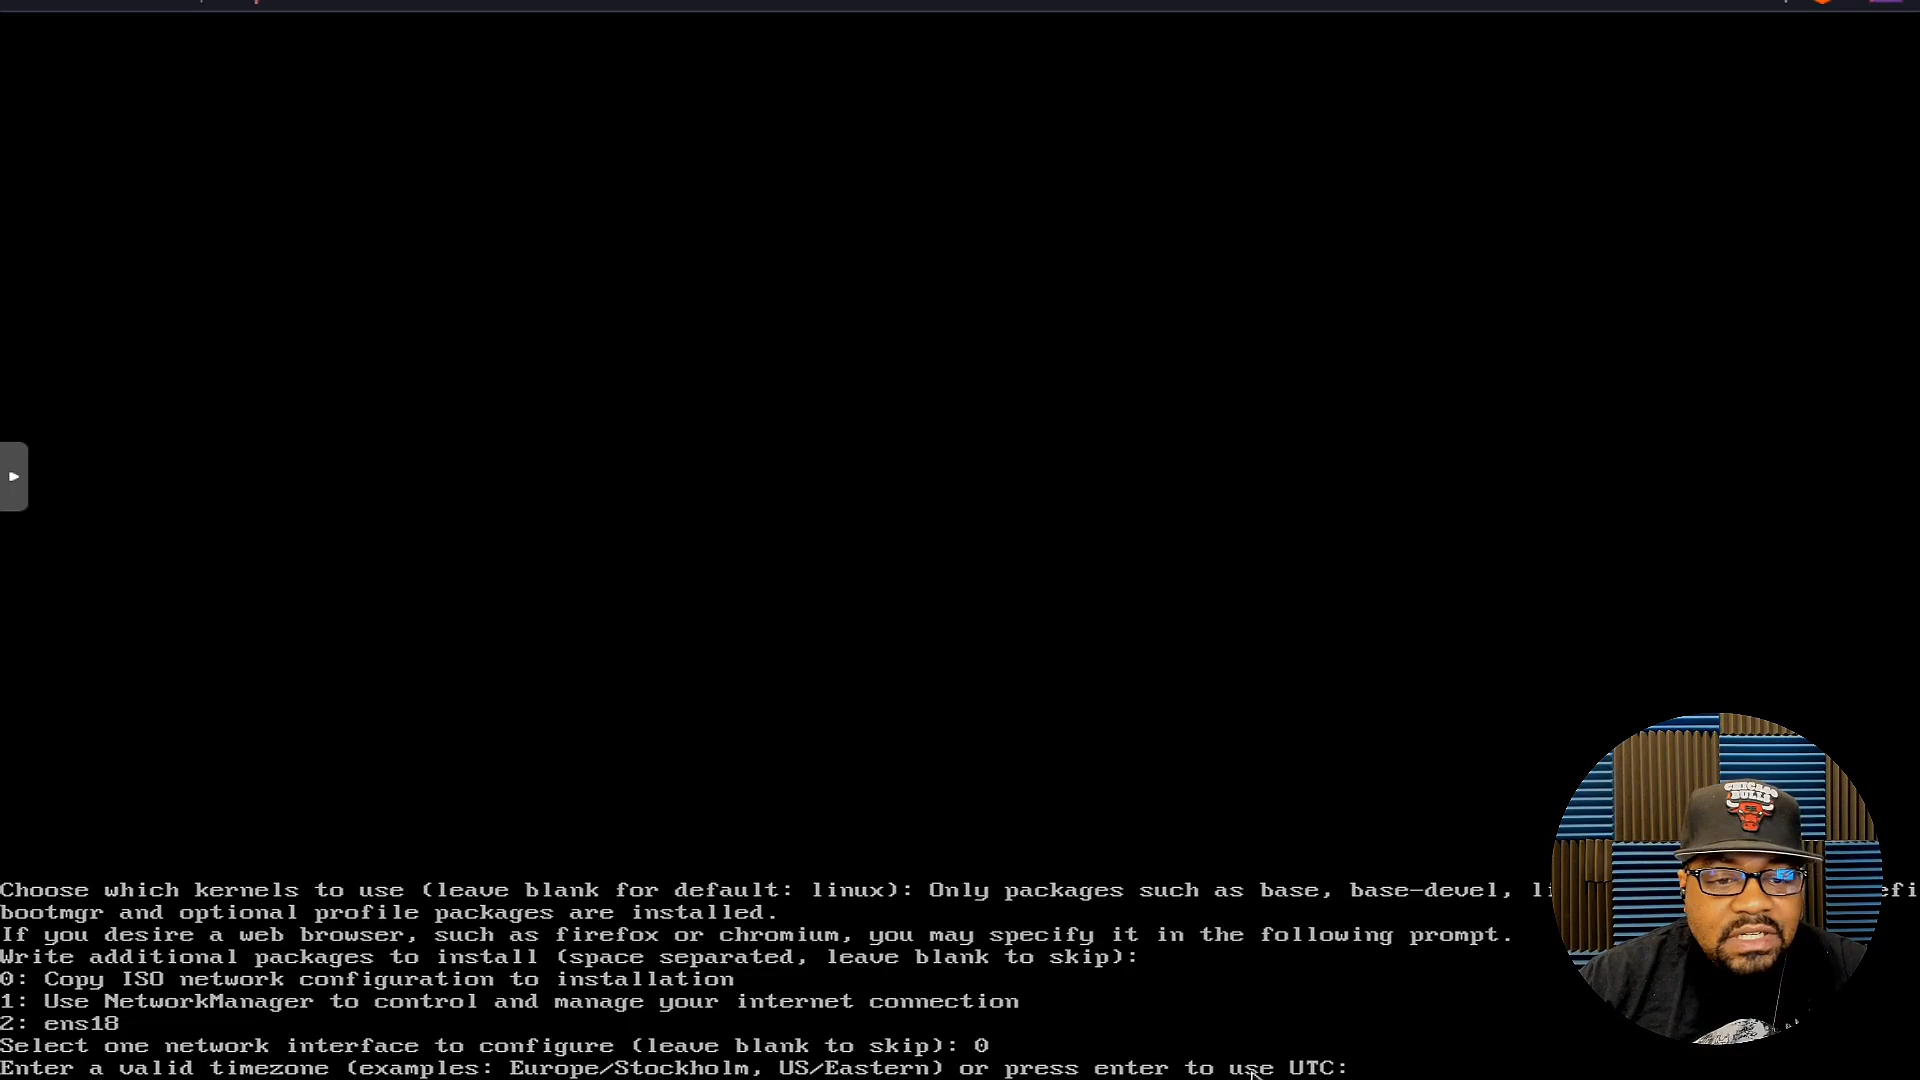 Choose which kernels to use (leave blank for default: linux): Only packages such as base, base-devel,
bootmgr and optional profile packages are installed.
If you desire a web browser, such as firefox or chromium, you may specify it in the following prompt.
Write additional packages to install (space separated, leave blank to skip):
0: Copy ISO network configuration to installation
1: Use NetworkManager to control and manage your internet connection
2: ens18
Select one network interface to configure (leave blank to skip): 0
Enter a valid timezone (examples: Europe/Stockholm, US/Eastern) or press enter to use UTC:
CHICAGO
BULLS